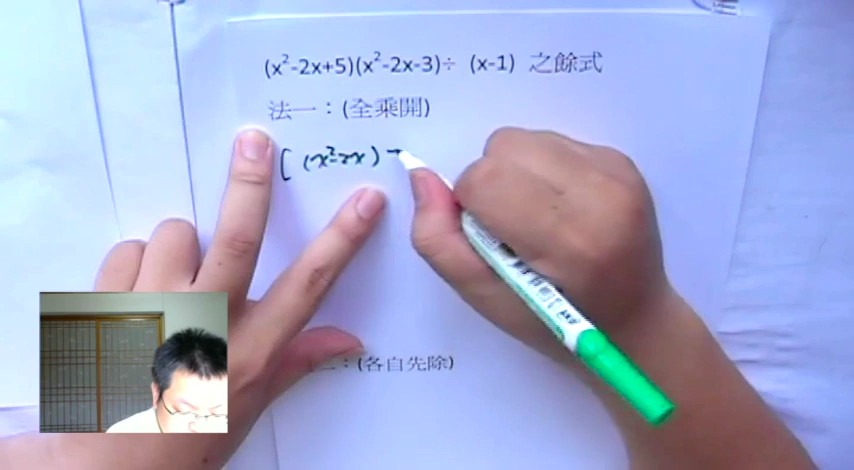 (x²-2x+5)(x²-2x-3)÷ (x-1) 之餘式
法一：(全乘開)
[ (x²-2x)
二：(各自先除)